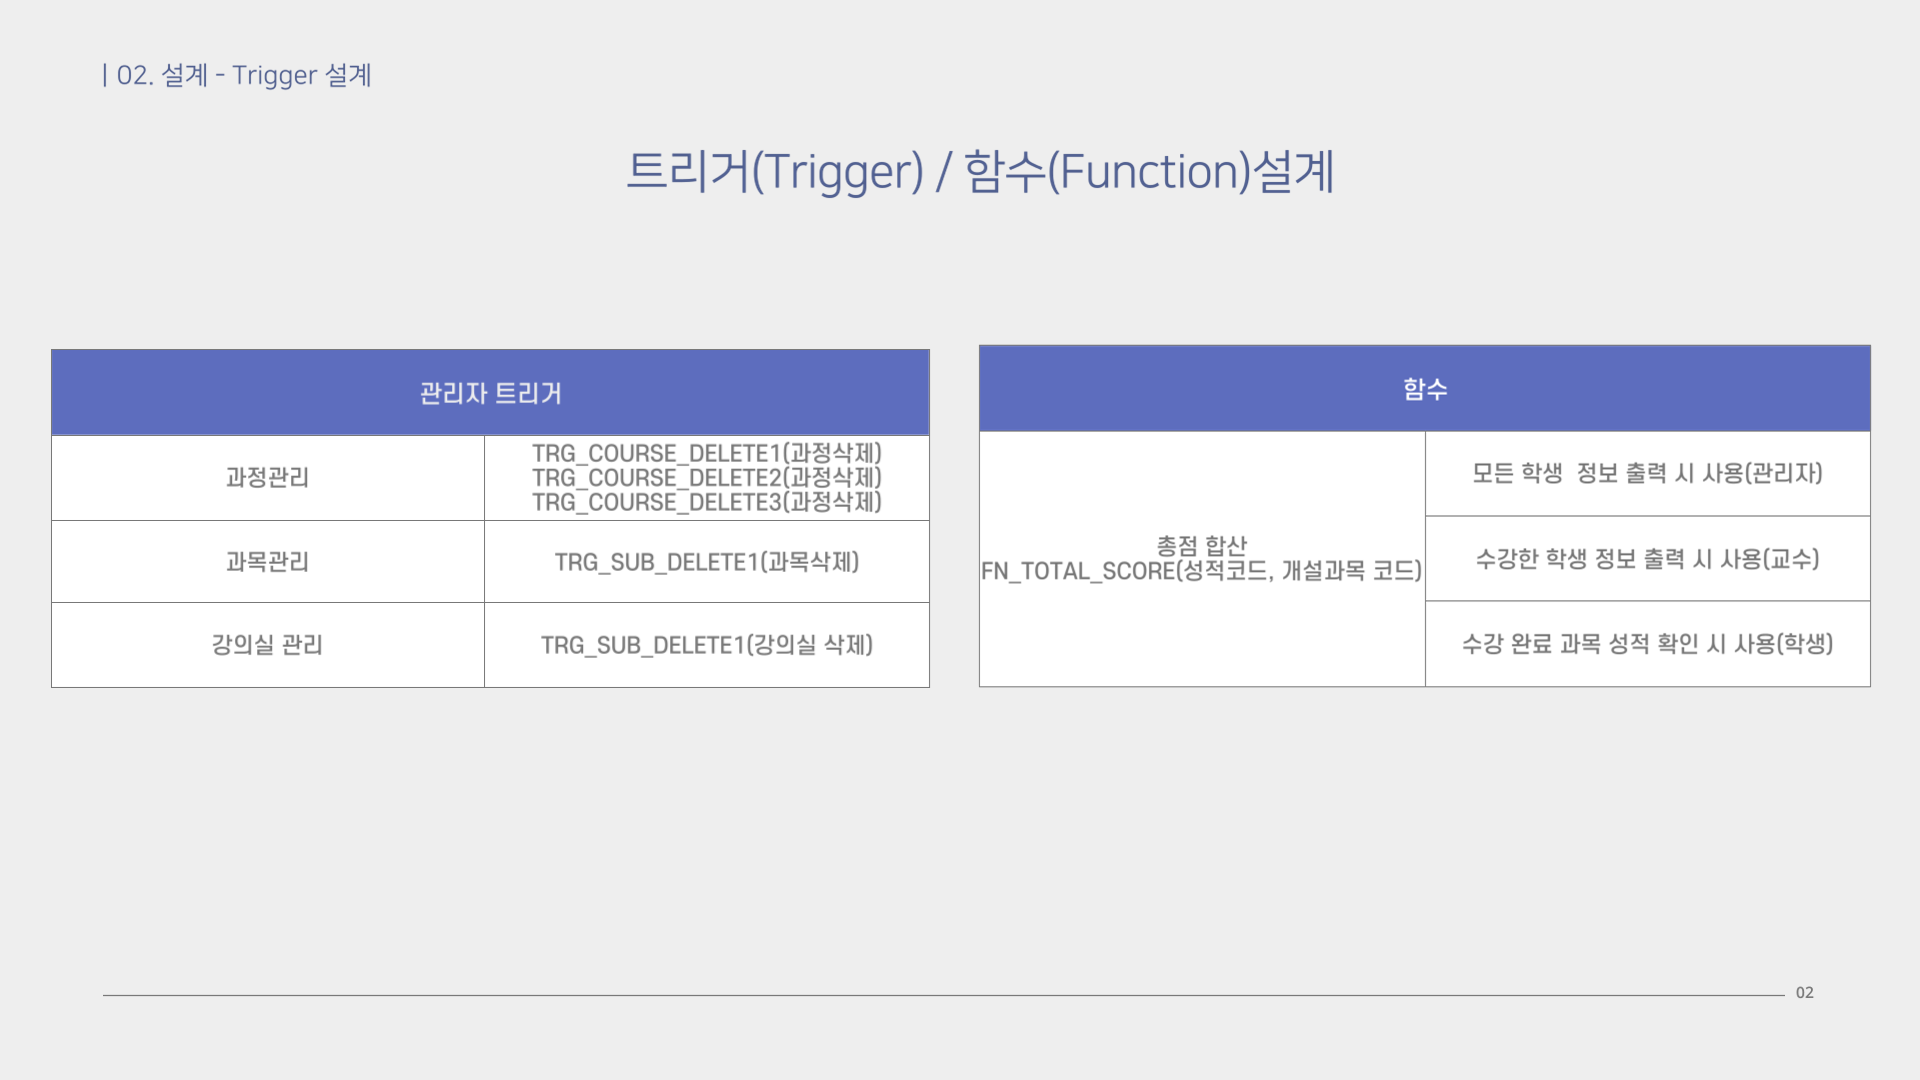 | 02. 설계 - Trigger 설계
트리거(Trigger) / 함수(Function)설계
관리자 트리거
과정관리
TRG_COURSE_DELETE1(과정삭제)
TRG_COURSE_DELETE2(과정삭제)
TRG_COURSE_DELETE3(과정삭제)
과목관리
TRG_SUB_DELETE1(과목삭제)
강의실 관리
TRG_SUB_DELETE1(강의실 삭제)
함수
총점 합산
FN_TOTAL_SCORE(성적코드, 개설과목 코드)
모든 학생  정보 출력 시 사용(관리자)
수강한 학생 정보 출력 시 사용(교수)
수강 완료 과목 성적 확인 시 사용(학생)
02